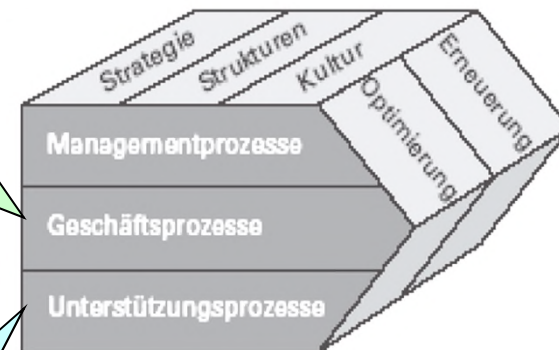 Strategie
Strukturen
Kultur
Optimierung
Erneuerung
Managementprozesse
Geschäftsprozesse
Unterstützungsprozesse